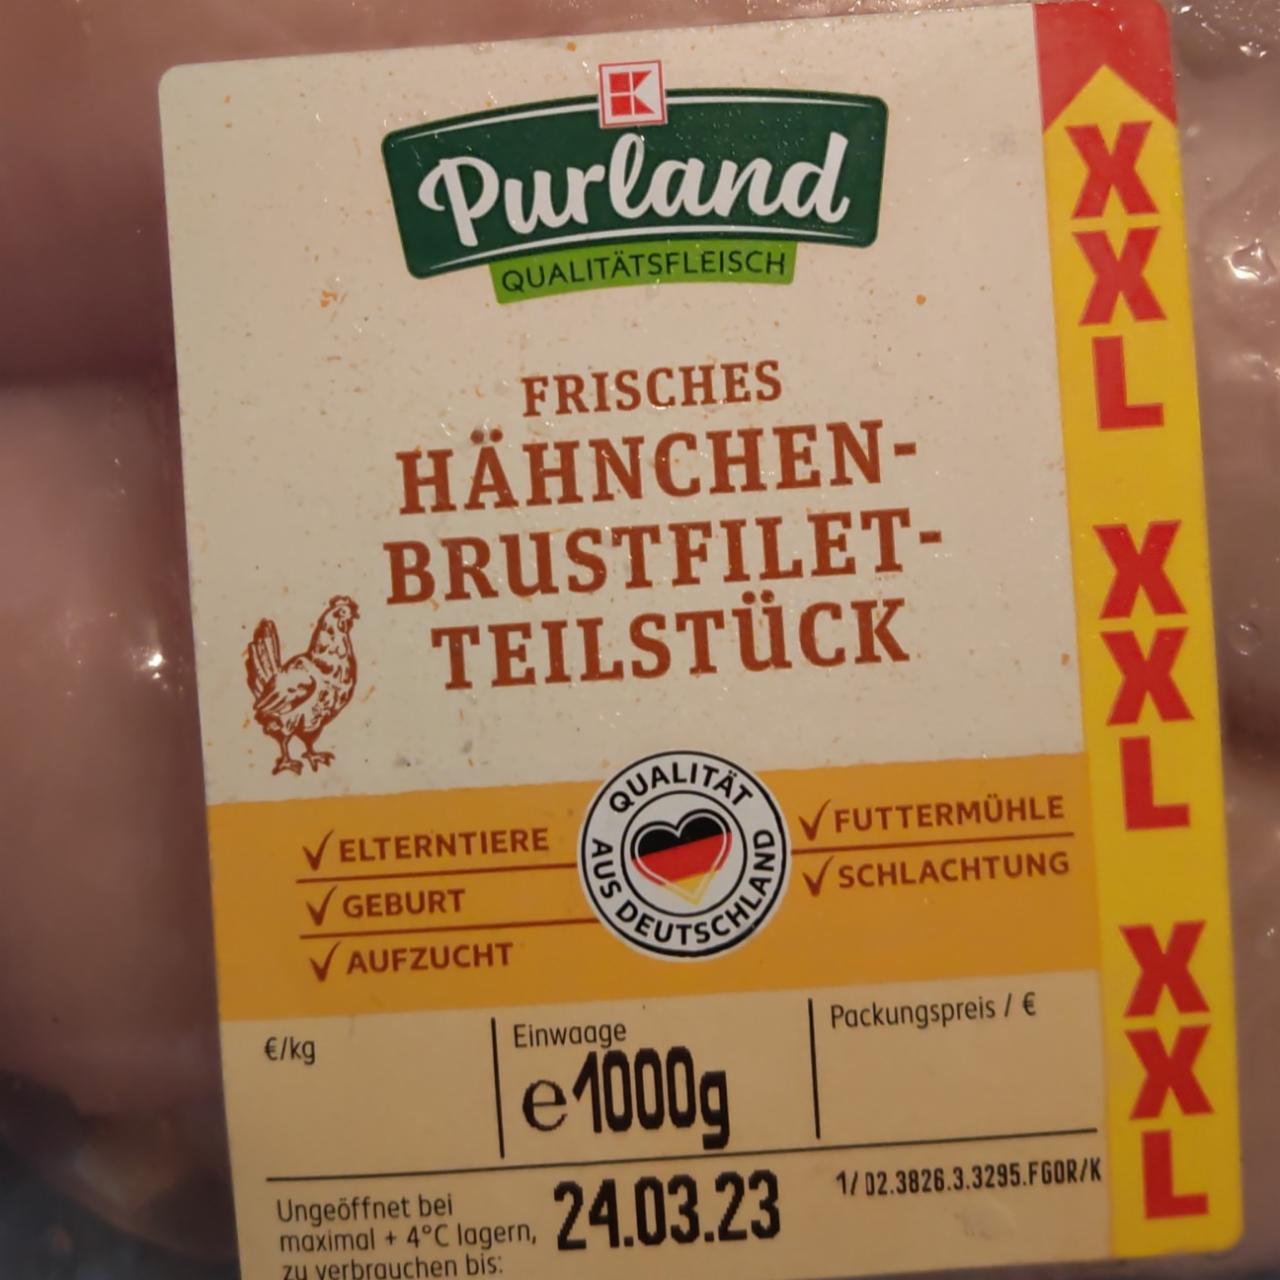 K
Purland
QUALITÄTSFLEISCH
FRISCHES
HÄHNCHEN-
BRUSTFILET-
TEILSTÜCK
✓ELTERNTIERE
✓GEBURT
✓AUFZUCHT
QUALITÄT
AUS DEUTSCHLAND
✓FUTTERMÜHLE
✓SCHLACHTUNG
€/kg
Einwaage
e1000g
Packungspreis / €
Ungeöffnet bei
maximal + 4°C lagern,
zu verbrauchen bis:
24.03.23
1/ 02.3826.3.3295.FGOR/K
XXL
XXL
XXL